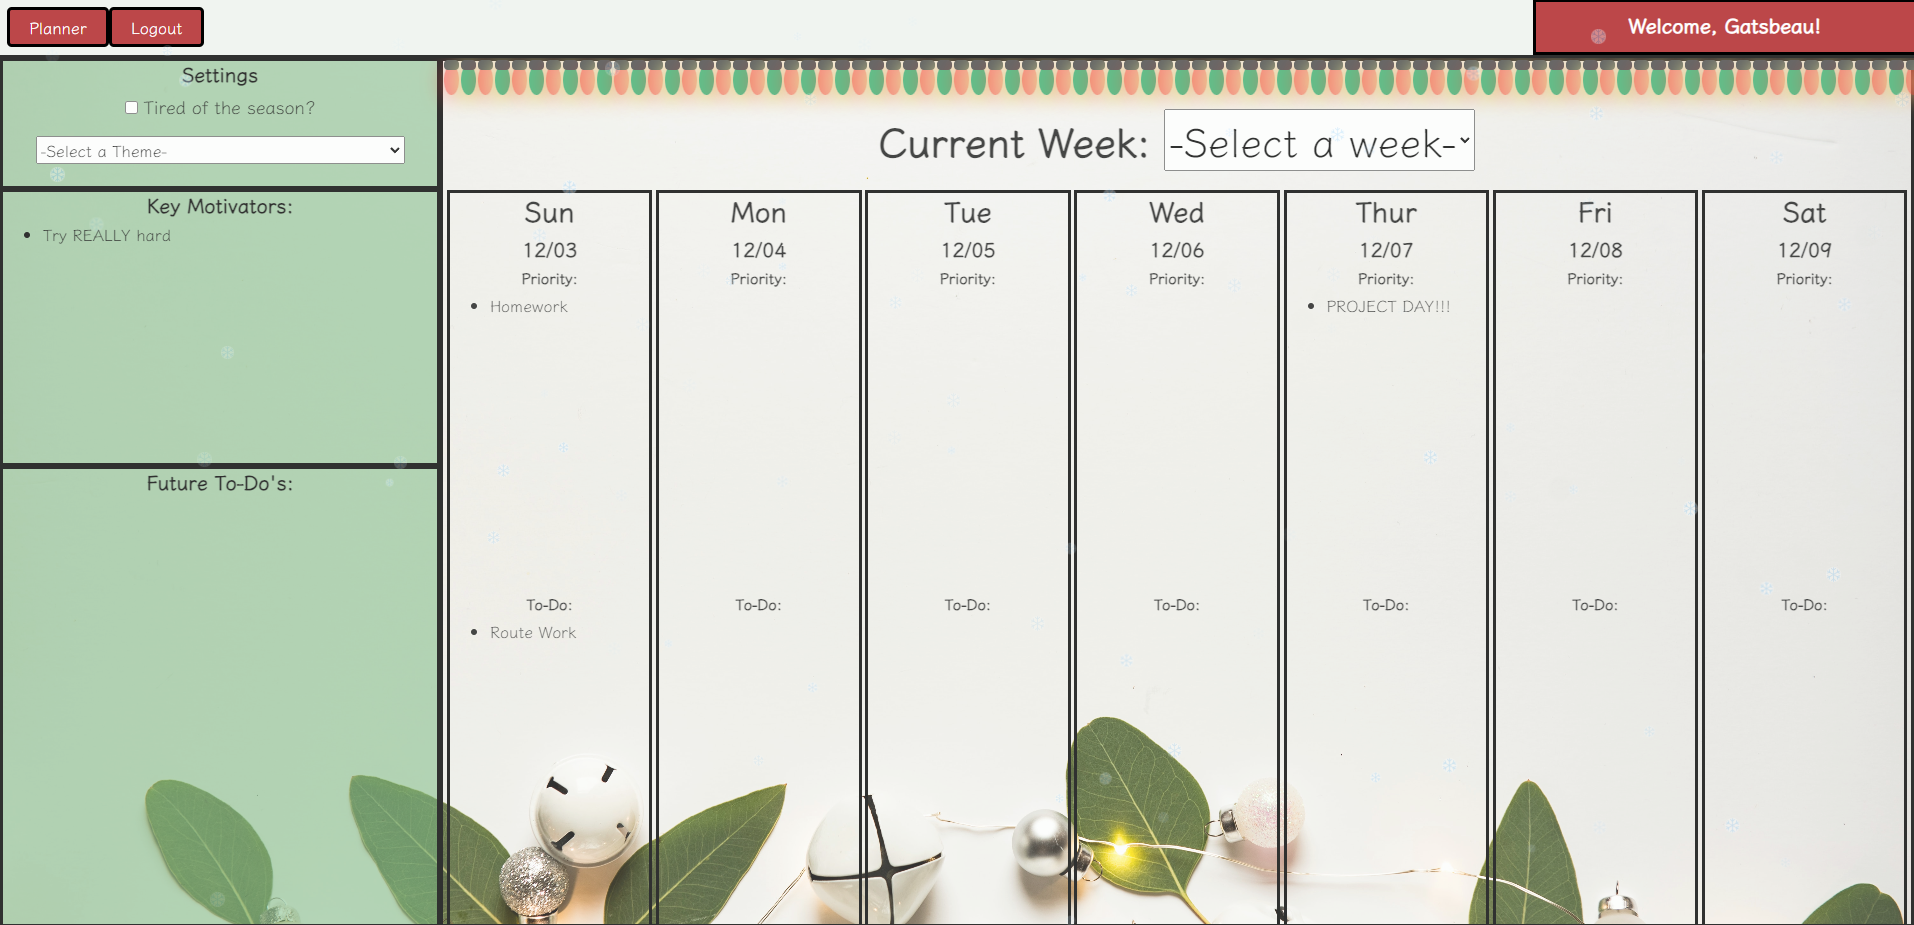 Planner Logout
Welcome, Gatsbeau!
Settings
Tired of the season?
-Select a Theme-
Key Motivators:
Try REALLY hard
Future To-Do's:
Current Week: -Select a week-
Sun Mon Tue Wed Thur Fri Sat
12/03 12/04 12/05 12/06 12/07 12/08 12/09
Priority: Priority: Priority: Priority: Priority: Priority: Priority:
Homework PROJECT DAY!!!
To-Do: To-Do: To-Do: To-Do: To-Do: To-Do: To-Do:
Route Work